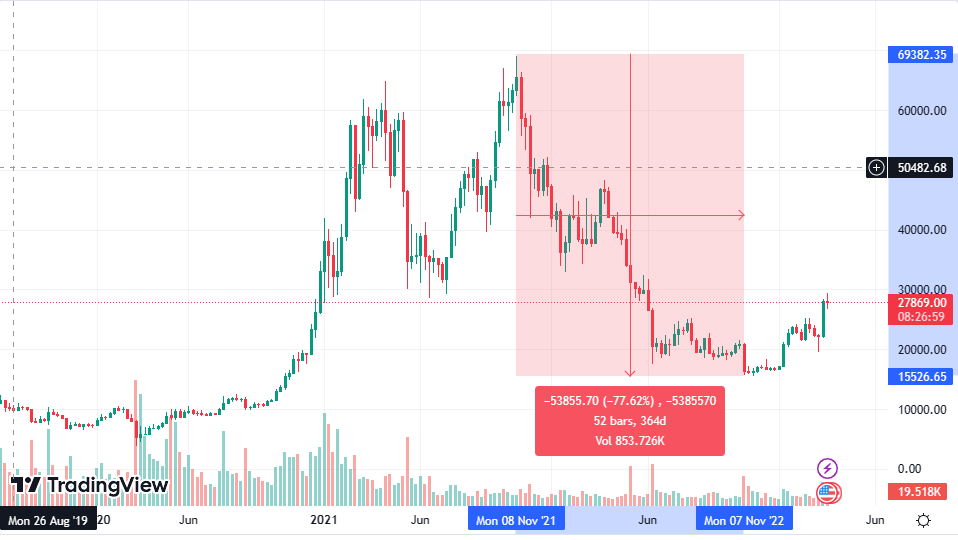 69382.35
60000.00
50482.68
40000.00
30000.00
27869.00
08:26:59
20000.00
15526.65
10000.00
0.00
19.518K
−53855.70 (−77.62%) , −5385570
52 bars, 364d
Vol 853.726K
TradingView
Mon 26 Aug '19
20
Jun
2021
Jun
Mon 08 Nov '21
Jun
Mon 07 Nov '22
Jun